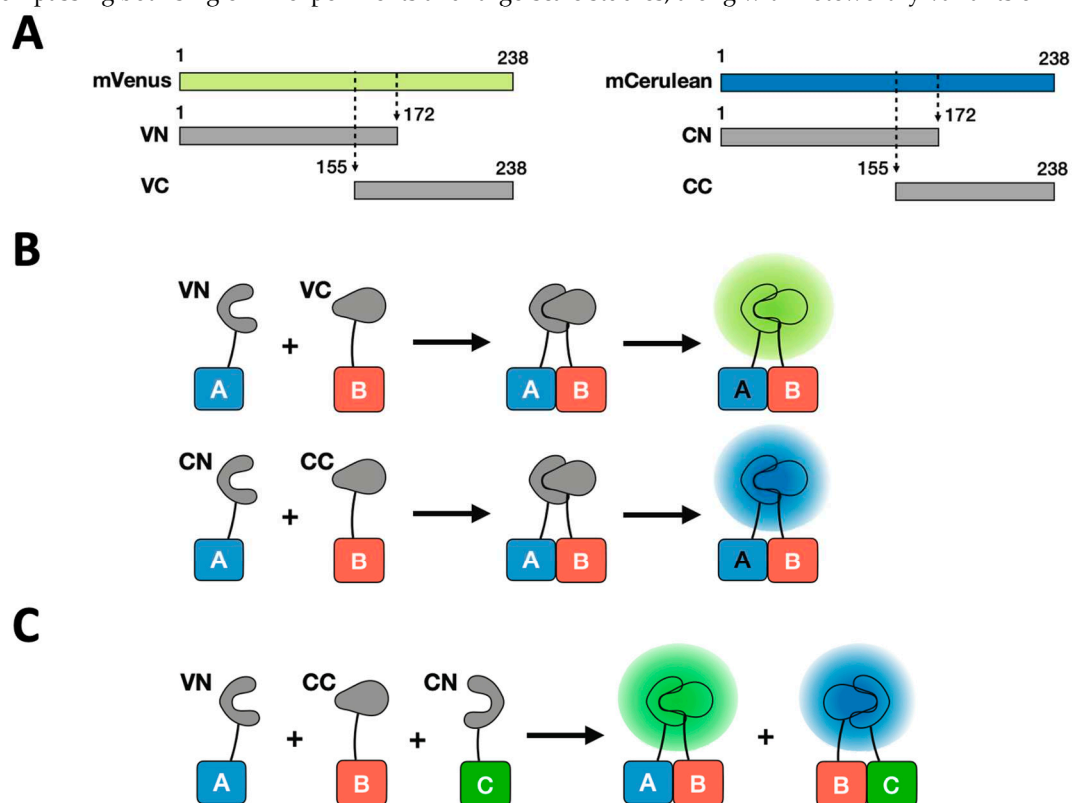 A
1 238 1 238
mVenus mCerulean
1 172 1 172
VN CN
155 238 155 238
VC CC
B
VN VC
+
A B A B A B
CN CC
+
A B A B A B
C
VN CC CN
+ + +
A B C A B B C